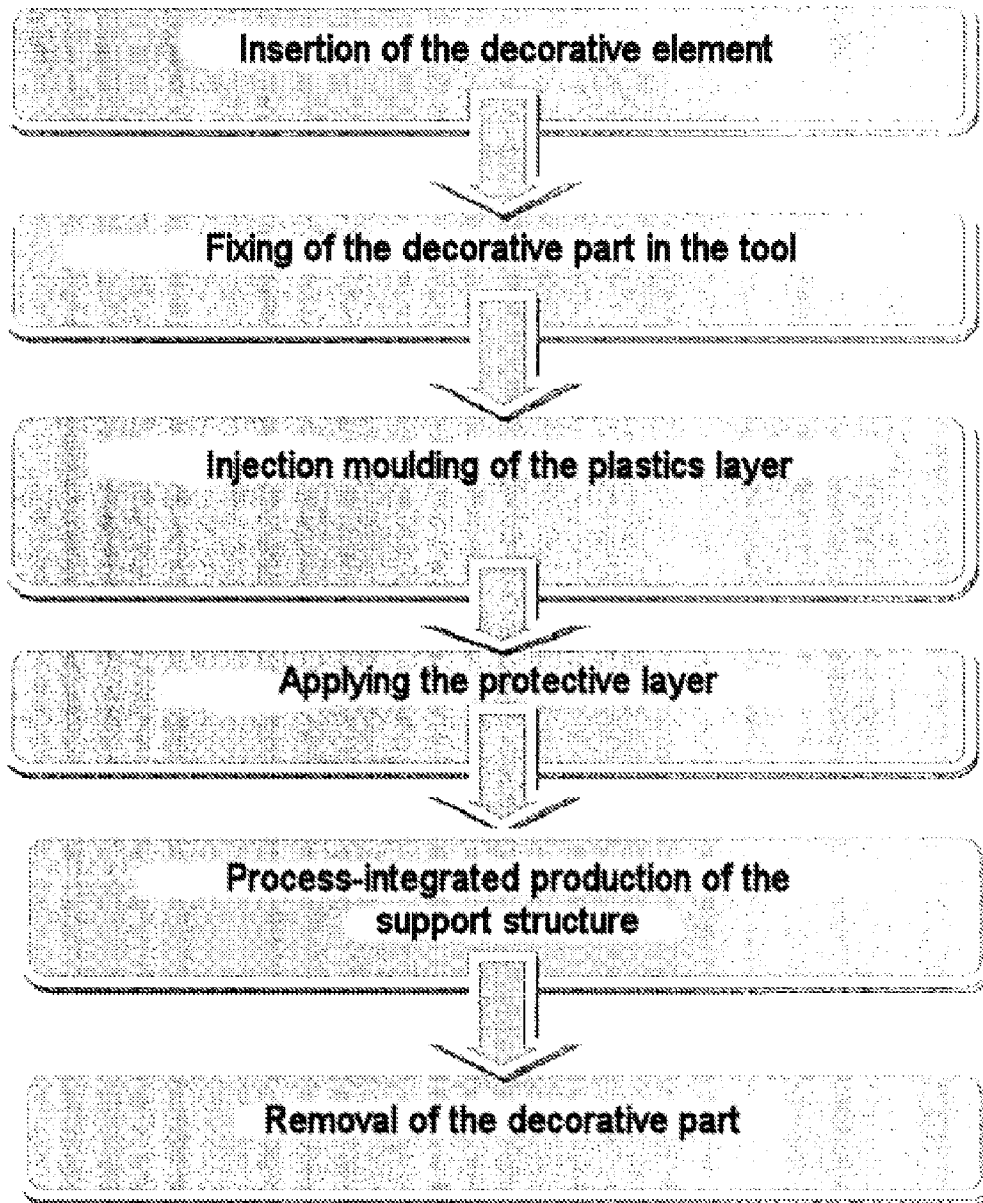 Insertion of the decorative element
Fixing of the decorative part in the tool
Injection moulding of the plastics layer
Applying the protective layer
Process-integrated production of the
support structure
Removal of the decorative part